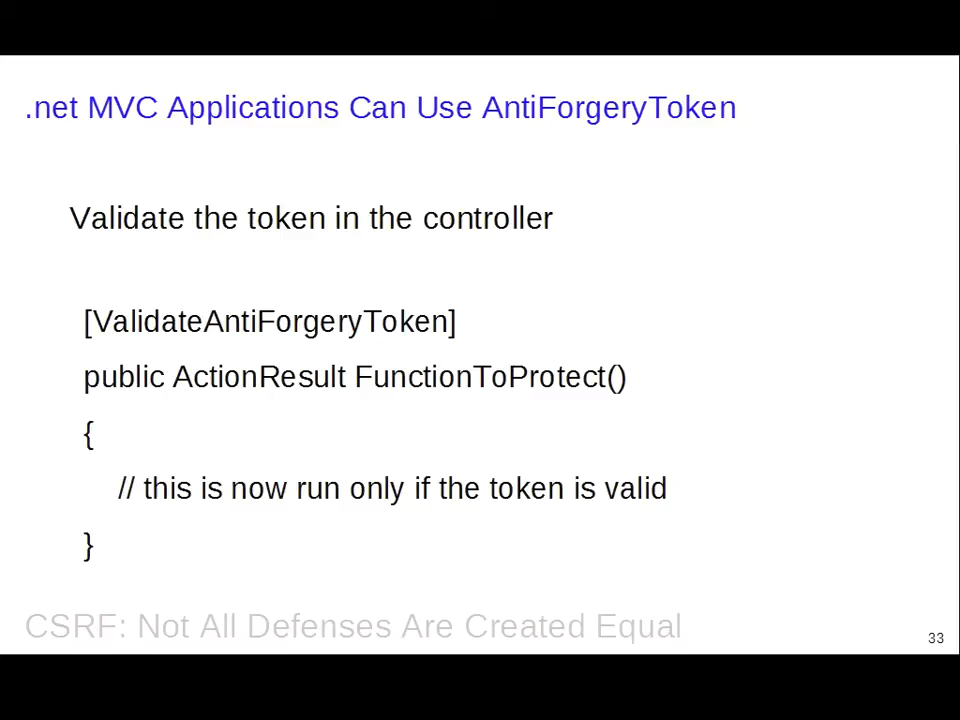 .net MVC Applications Can Use AntiForgeryToken
Validate the token in the controller
[ValidateAntiForgeryToken]
public ActionResult FunctionToProtect()
{
// this is now run only if the token is valid
}
CSRF: Not All Defenses Are Created Equal
33